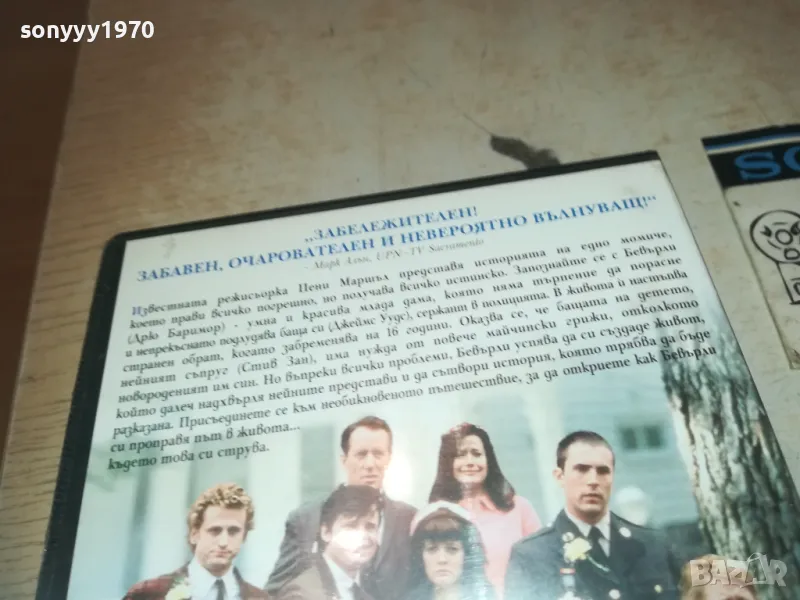 sonyyy1970
SO
„ЗАБЕЛЕЖИТЕЛЕН!
ЗАБАВЕН, ОЧАРОВАТЕЛЕН И НЕВЕРОЯТНО ВЪЛНУВАЩ!“
- Марк Алън, UPN - TV Sacramento
Известната режисьорка Пени Маршъл представя историята на едно момиче,
което прави всичко погрешно, но получава всичко истинско. Запознайте се с Бевърли
(Дрю Баримор) - умна и красива млада дама, която няма търпение да порасне
и непрекъснато подлудява баща си (Джеймс Уудс), сержант в полицията. В живота ѝ настъпва
странен обрат, когато забременява на 16 години. Оказва се, че бащата на детето,
нейният съпруг (Стив Зан), има нужда от повече майчински грижи, отколкото
новороденият им син. Но въпреки всички проблеми, Бевърли успява да си създаде живот,
който далеч надхвърля нейните представи и да сътвори история, която трябва да бъде
разказана. Присъединете се към необикновеното пътешествие, за да откриете как Бевърли
си проправя път в живота...
където това си струва.
BAZAR